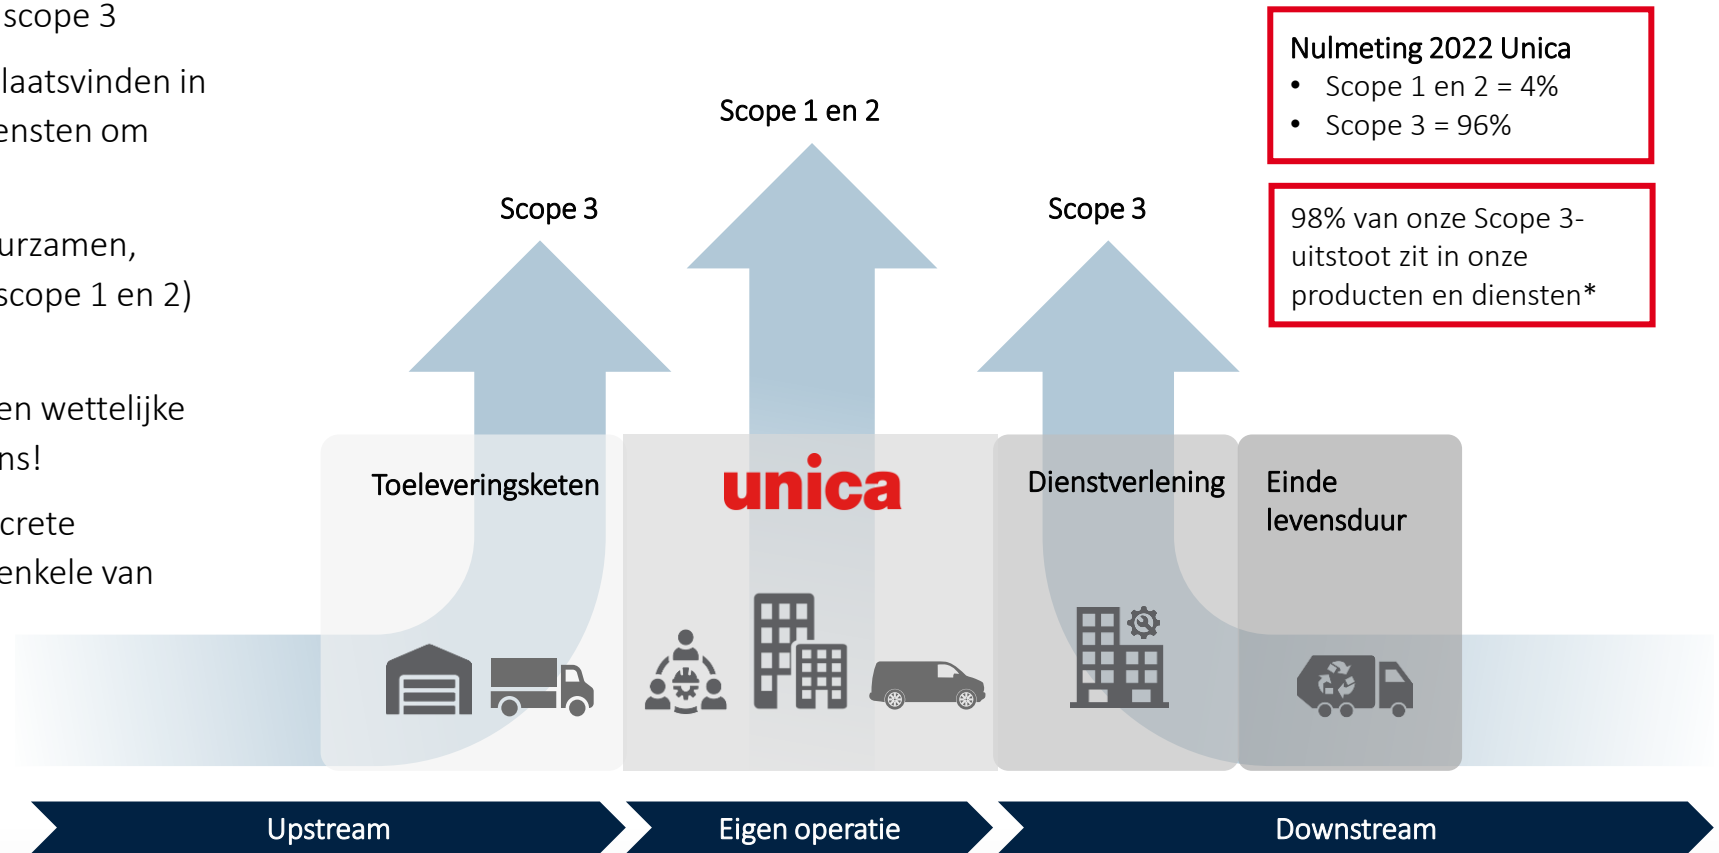 scope 3
laatsvinden in
ensten om
urzamen,
scope 1 en 2)
en wettelijke
ns!
crete
enkele van
Scope 3
Scope 1 en 2
Scope 3
Nulmeting 2022 Unica
• Scope 1 en 2 = 4%
• Scope 3 = 96%
98% van onze Scope 3-
uitstoot zit in onze
producten en diensten*
Toeleveringsketen
unica
Dienstverlening
Einde
levensduur
Upstream
Eigen operatie
Downstream